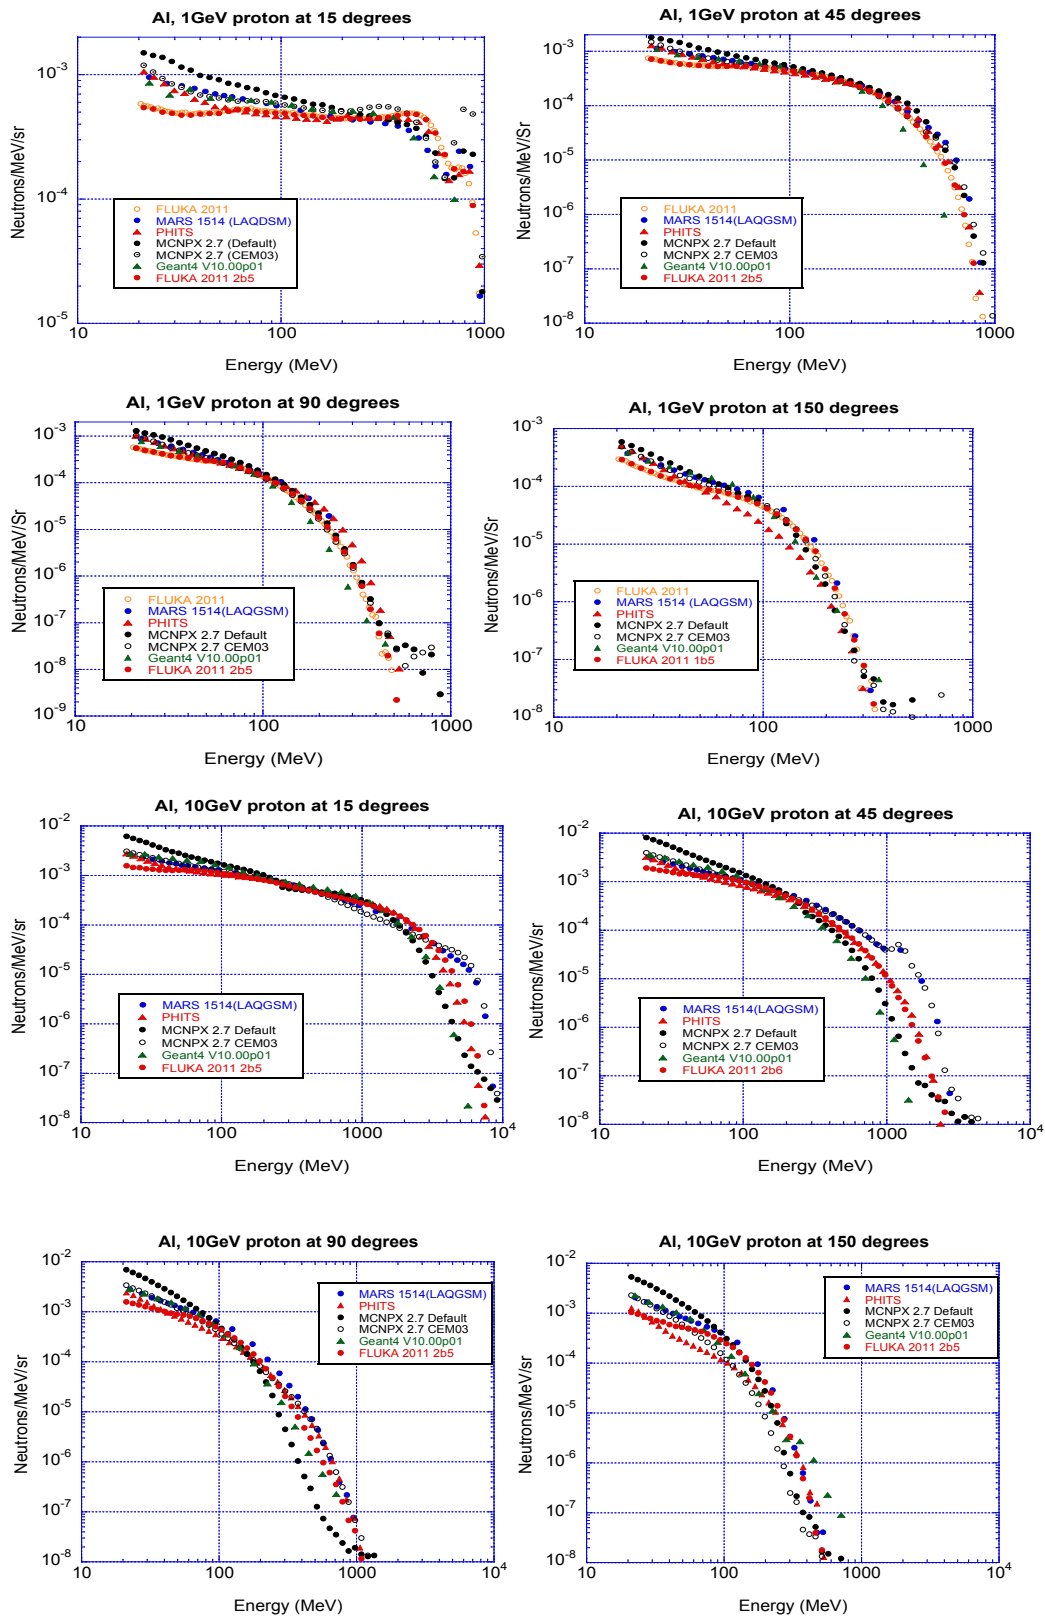 Al, 1GeV proton at 15 degrees
Neutrons/MeV/sr
10⁻³
10⁻⁴
10⁻⁵
FLUKA 2011
MARS 1514 (LAQDSM)
PHITS
MCNPX 2.7 (Default)
MCNPX 2.7 (CEM03)
Geant4 V10.00p01
FLUKA 2011 2b5
10
100
1000
Energy (MeV)
Al, 1GeV proton at 45 degrees
10⁻³
10⁻⁴
10⁻⁵
10⁻⁶
10⁻⁷
10⁻⁸
FLUKA 2011
MARS 1514(LAQGSM)
PHITS
MCNPX 2.7 Default
MCNPX 2.7 CEM03
Geant4 V10.00p01
FLUKA 2011 2b5
10
100
1000
Energy (MeV)
Al, 1GeV proton at 90 degrees
Neutrons/MeV/Sr
10⁻³
10⁻⁴
10⁻⁵
10⁻⁶
10⁻⁷
10⁻⁸
10⁻⁹
FLUKA 2011
MARS 1514(LAQGSM)
PHITS
MCNPX 2.7 Default
MCNPX 2.7 CEM03
Geant4 V10.00p01
FLUKA 2011 2b5
10
100
1000
Energy (MeV)
Al, 1GeV proton at 150 degrees
Neutrons/MeV/Sr
10⁻³
10⁻⁴
10⁻⁵
10⁻⁶
10⁻⁷
10⁻⁸
FLUKA 2011
MARS 1514 (LAQGSM)
PHITS
MCNPX 2.7 Default
MCNPX 2.7 CEM03
Geant4 V10.00p01
FLUKA 2011 1b5
10
100
1000
Energy (MeV)
Al, 10GeV proton at 15 degrees
Neutrons/MeV/sr
10⁻²
10⁻³
10⁻⁴
10⁻⁵
10⁻⁶
10⁻⁷
10⁻⁸
MARS 1514(LAQGSM)
PHITS
MCNPX 2.7 Default
MCNPX 2.7 CEM03
Geant4 V10.00p01
FLUKA 2011 2b5
10
100
1000
10⁴
Energy (MeV)
Al, 10GeV proton at 45 degrees
Neutrons/MeV/sr
10⁻²
10⁻³
10⁻⁴
10⁻⁵
10⁻⁶
10⁻⁷
10⁻⁸
MARS 1514(LAQGSM)
PHITS
MCNPX 2.7 Default
MCNPX 2.7 CEM03
Geant4 V10.00p01
FLUKA 2011 2b6
10
100
1000
10⁴
Energy (MeV)
Al, 10GeV proton at 90 degrees
Neutrons/MeV/sr
10⁻²
10⁻³
10⁻⁴
10⁻⁵
10⁻⁶
10⁻⁷
10⁻⁸
MARS 1514(LAQGSM)
PHITS
MCNPX 2.7 Default
MCNPX 2.7 CEM03
Geant4 V10.00p01
FLUKA 2011 2b5
10
100
1000
10⁴
Energy (MeV)
Al, 10GeV proton at 150 degrees
Neutrons/MeV/sr
10⁻²
10⁻³
10⁻⁴
10⁻⁵
10⁻⁶
10⁻⁷
10⁻⁸
MARS 1514(LAQGSM)
PHITS
MCNPX 2.7 Default
MCNPX 2.7 CEM03
Geant4 V10.00p01
FLUKA 2011 2b5
10
100
1000
10⁴
Energy (MeV)